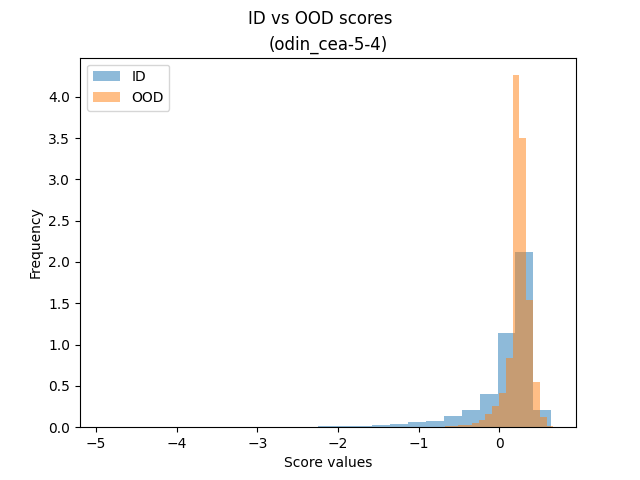 ID vs OOD scores
(odin_cea-5-4)
ID
OOD
4.0
3.5
3.0
2.5
2.0
1.5
1.0
0.5
0.0
Frequency
−5
−4
−3
−2
−1
0
Score values